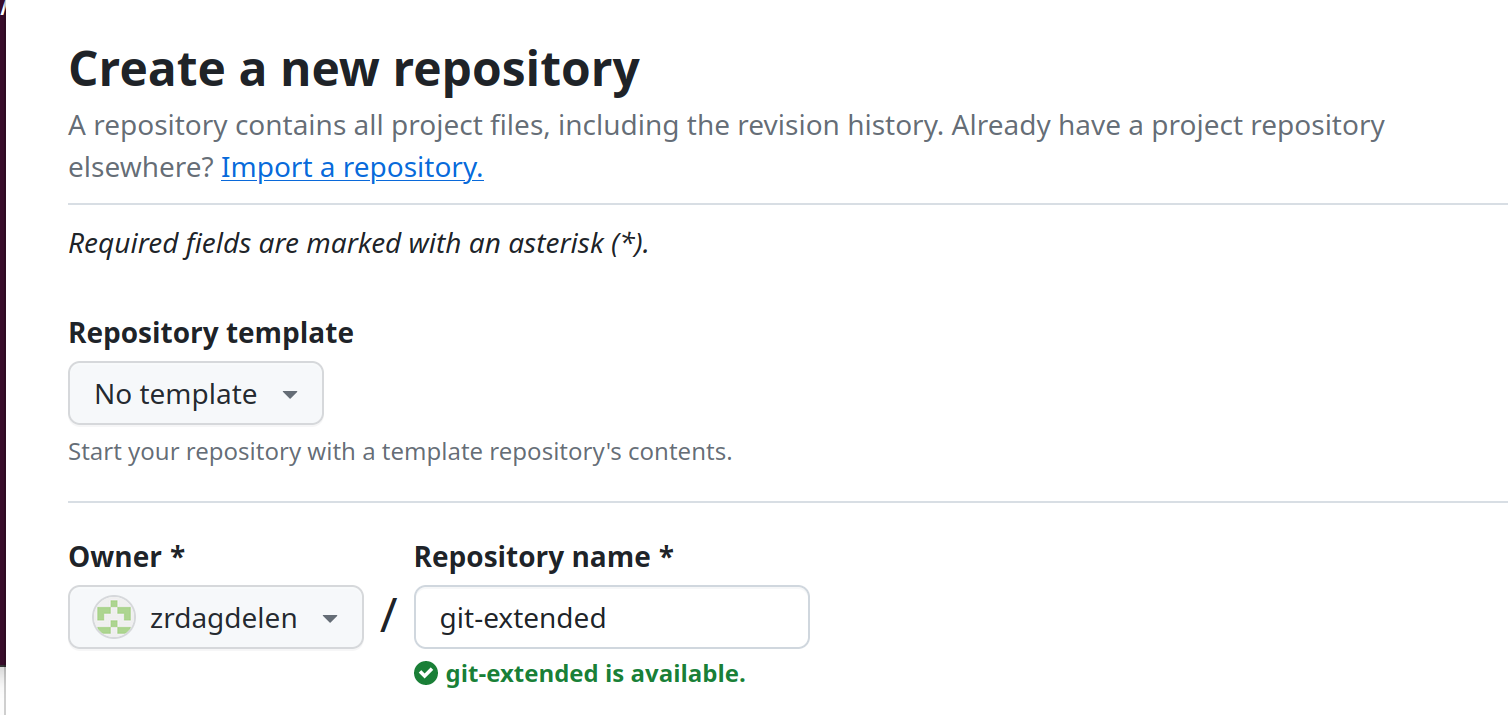 Create a new repository
A repository contains all project files, including the revision history. Already have a project repository
elsewhere? Import a repository.
Required fields are marked with an asterisk (*).
Repository template
No template
Start your repository with a template repository's contents.
Owner *
Repository name *
zrdagdelen / git-extended
git-extended is available.